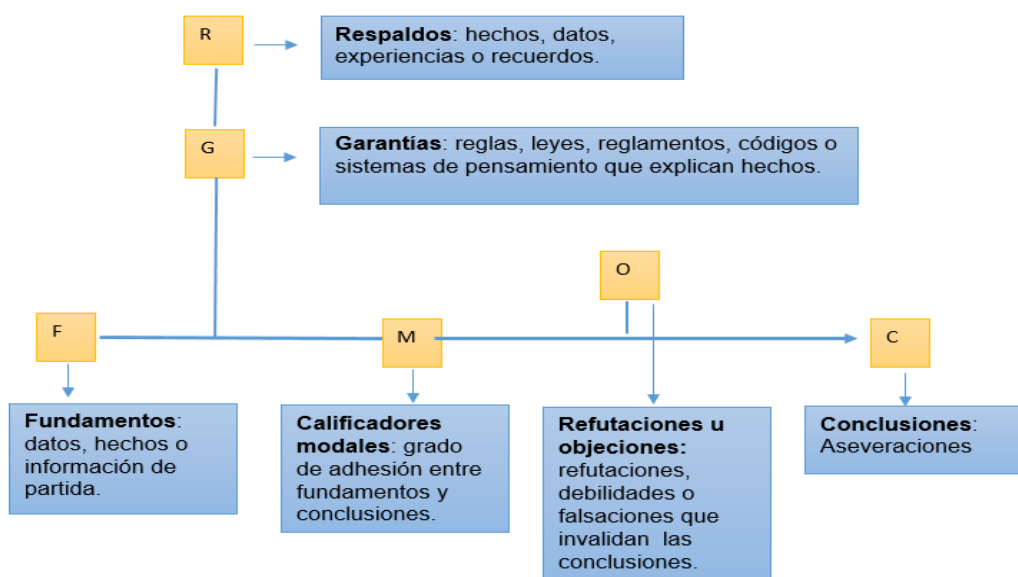 R
Respaldos: hechos, datos,
experiencias o recuerdos.
G
Garantías: reglas, leyes, reglamentos, códigos o
sistemas de pensamiento que explican hechos.
O
F
M
C
Fundamentos:
datos, hechos o
información de
partida.
Calificadores
modales: grado
de adhesión entre
fundamentos y
conclusiones.
Refutaciones u
objeciones:
refutaciones,
debilidades o
falsaciones que
invalidan las
conclusiones.
Conclusiones:
Aseveraciones